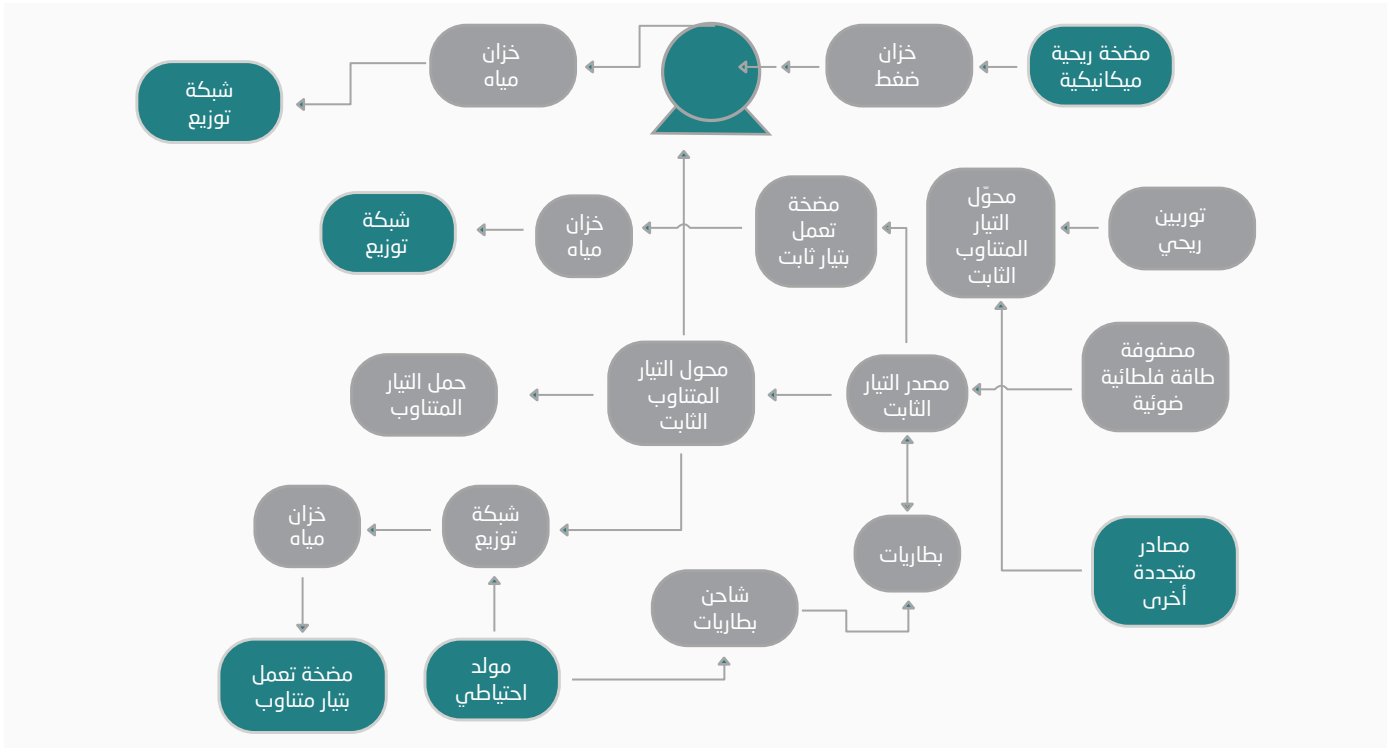 مضخة ريحية
ميكانيكية
خزان
ضغط
خزان
مياه
شبكة
توزيع
توربين
ريحي
محوّل
التيار
المتناوب
الثابت
مضخة
تعمل
بتيار ثابت
خزان
مياه
شبكة
توزيع
مصفوفة
طاقة فلطائية
ضوئية
مصدر التيار
الثابت
محول التيار
المتناوب
الثابت
حمل التيار
المتناوب
مصادر
متجددة
أخرى
بطاريات
شاحن
بطاريات
شبكة
توزيع
خزان
مياه
مولد
احتياطي
مضخة تعمل
بتيار متناوب